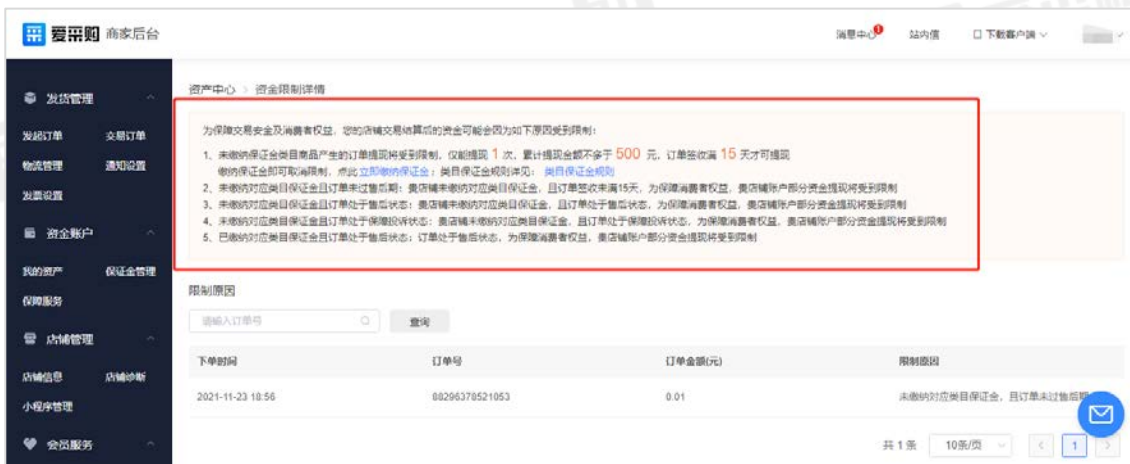 爱采购 商家后台
消息中心
站内信
下载客户端
发货管理
发起订单 交易订单
物流管理 通知设置
发票设置
资金账户
我的资产 保证金管理
保障服务
店铺管理
店铺信息 店铺诊断
小程序管理
会员服务
资产中心 > 资金限制详情
为保障交易安全及消费者权益，您的店铺交易结算后的资金可能会因为如下原因受到限制：
1、未缴纳保证金类目商品产生的订单提现将受到限制，仅能提现 1 次，累计提现金额不多于 500 元，订单签收满 15 天才可提现
缴纳保证金即可取消限制，点此立即缴纳保证金；类目保证金规则详见： 类目保证金规则
2、未缴纳对应类目保证金且订单未过售后期：贵店铺未缴纳对应类目保证金，且订单签收未满15天，为保障消费者权益，贵店铺账户部分资金提现将受到限制
3、未缴纳对应类目保证金且订单处于售后状态：贵店铺未缴纳对应类目保证金，且订单处于售后状态，为保障消费者权益，贵店铺账户部分资金提现将受到限制
4、未缴纳对应类目保证金且订单处于保障投诉状态：贵店铺未缴纳对应类目保证金，且订单处于保障投诉状态，为保障消费者权益，贵店铺账户部分资金提现将受到限制
5、已缴纳对应类目保证金且订单处于售后状态：订单处于售后状态，为保障消费者权益，贵店铺账户部分资金提现将受到限制
限制原因
请输入订单号 查询
下单时间 订单号 订单金额(元) 限制原因
2021-11-23 18:56 88296378521053 0.01 未缴纳对应类目保证金，且订单未过售后期
共 1 条 10条/页 < 1 >